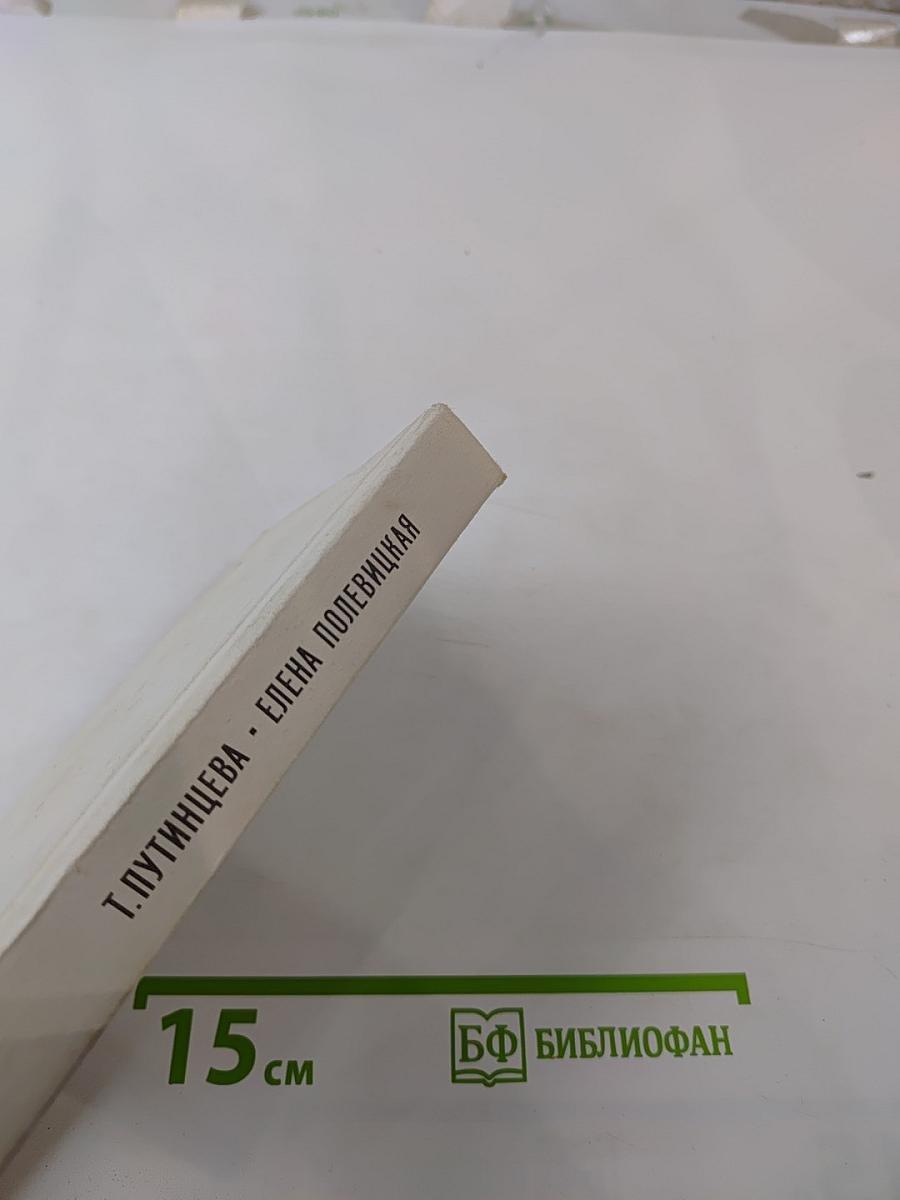 Т.ПУТИНЦЕВА · ЕЛЕНА ПОЛЕВИЦКАЯ
15 см
БФ БИБЛИОФАН